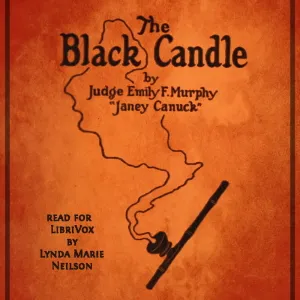 The
Black Candle
by
Judge Emily F. Murphy
"Janey Canuck"
READ FOR
LIBRIVOX
BY
LYNDA MARIE
NEILSON